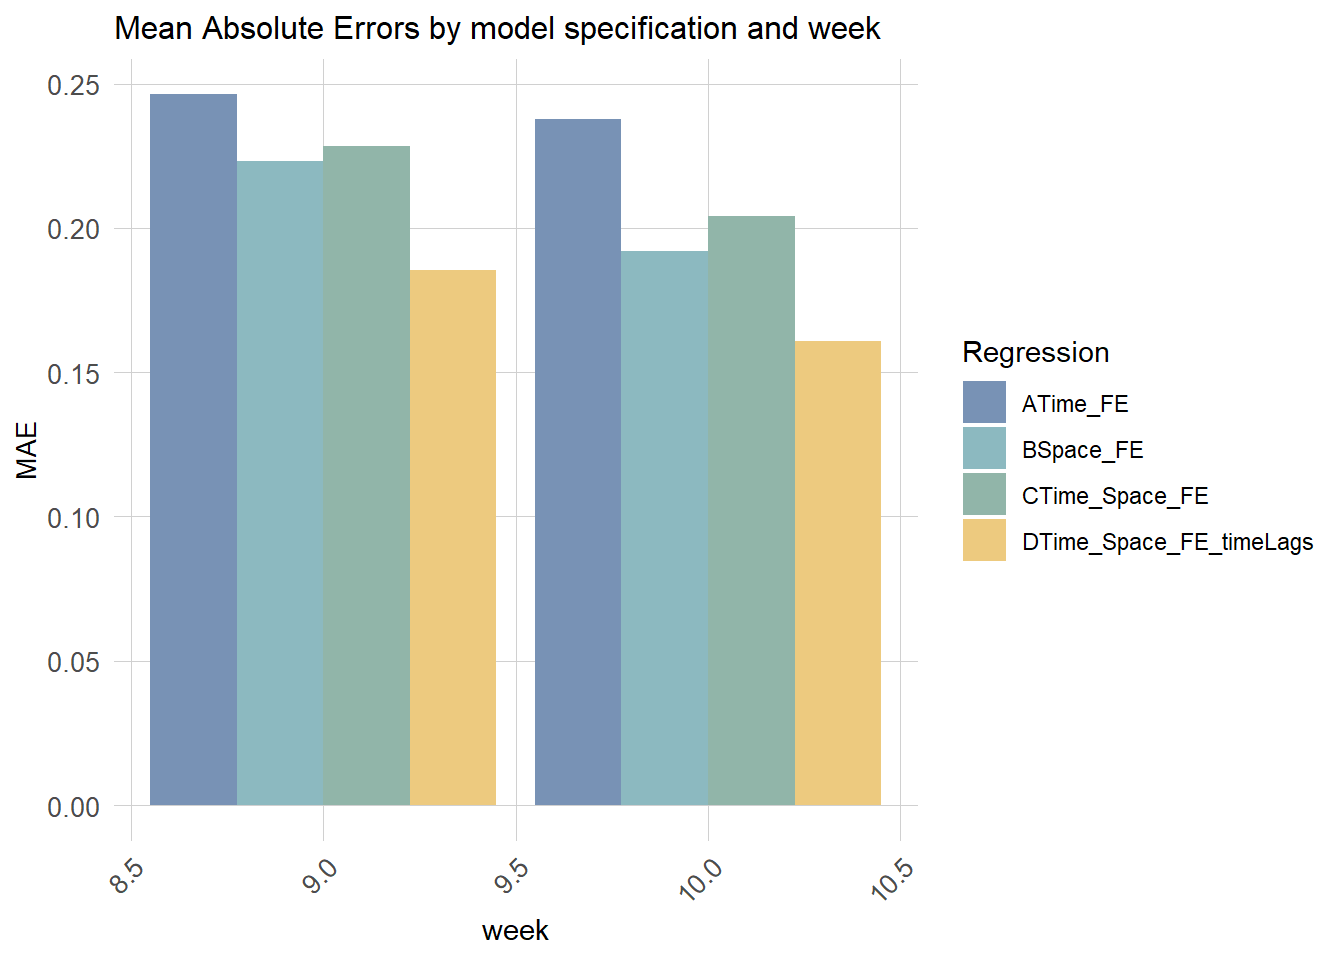 Mean Absolute Errors by model specification and week
0.25
0.20
0.15
0.10
0.05
0.00
MAE
8.5
9.0
9.5
10.0
10.5
week
Regression
ATime_FE
BSpace_FE
CTime_Space_FE
DTime_Space_FE_timeLags